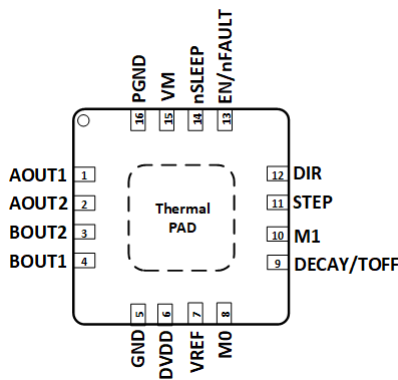 PGND
VM
nSLEEP
EN/nFAULT
16
15
14
13
AOUT1 1
AOUT2 2
BOUT2 3
BOUT1 4
Thermal
PAD
12 DIR
11 STEP
10 M1
9 DECAY/TOFF
5
6
7
8
GND
DVDD
VREF
M0